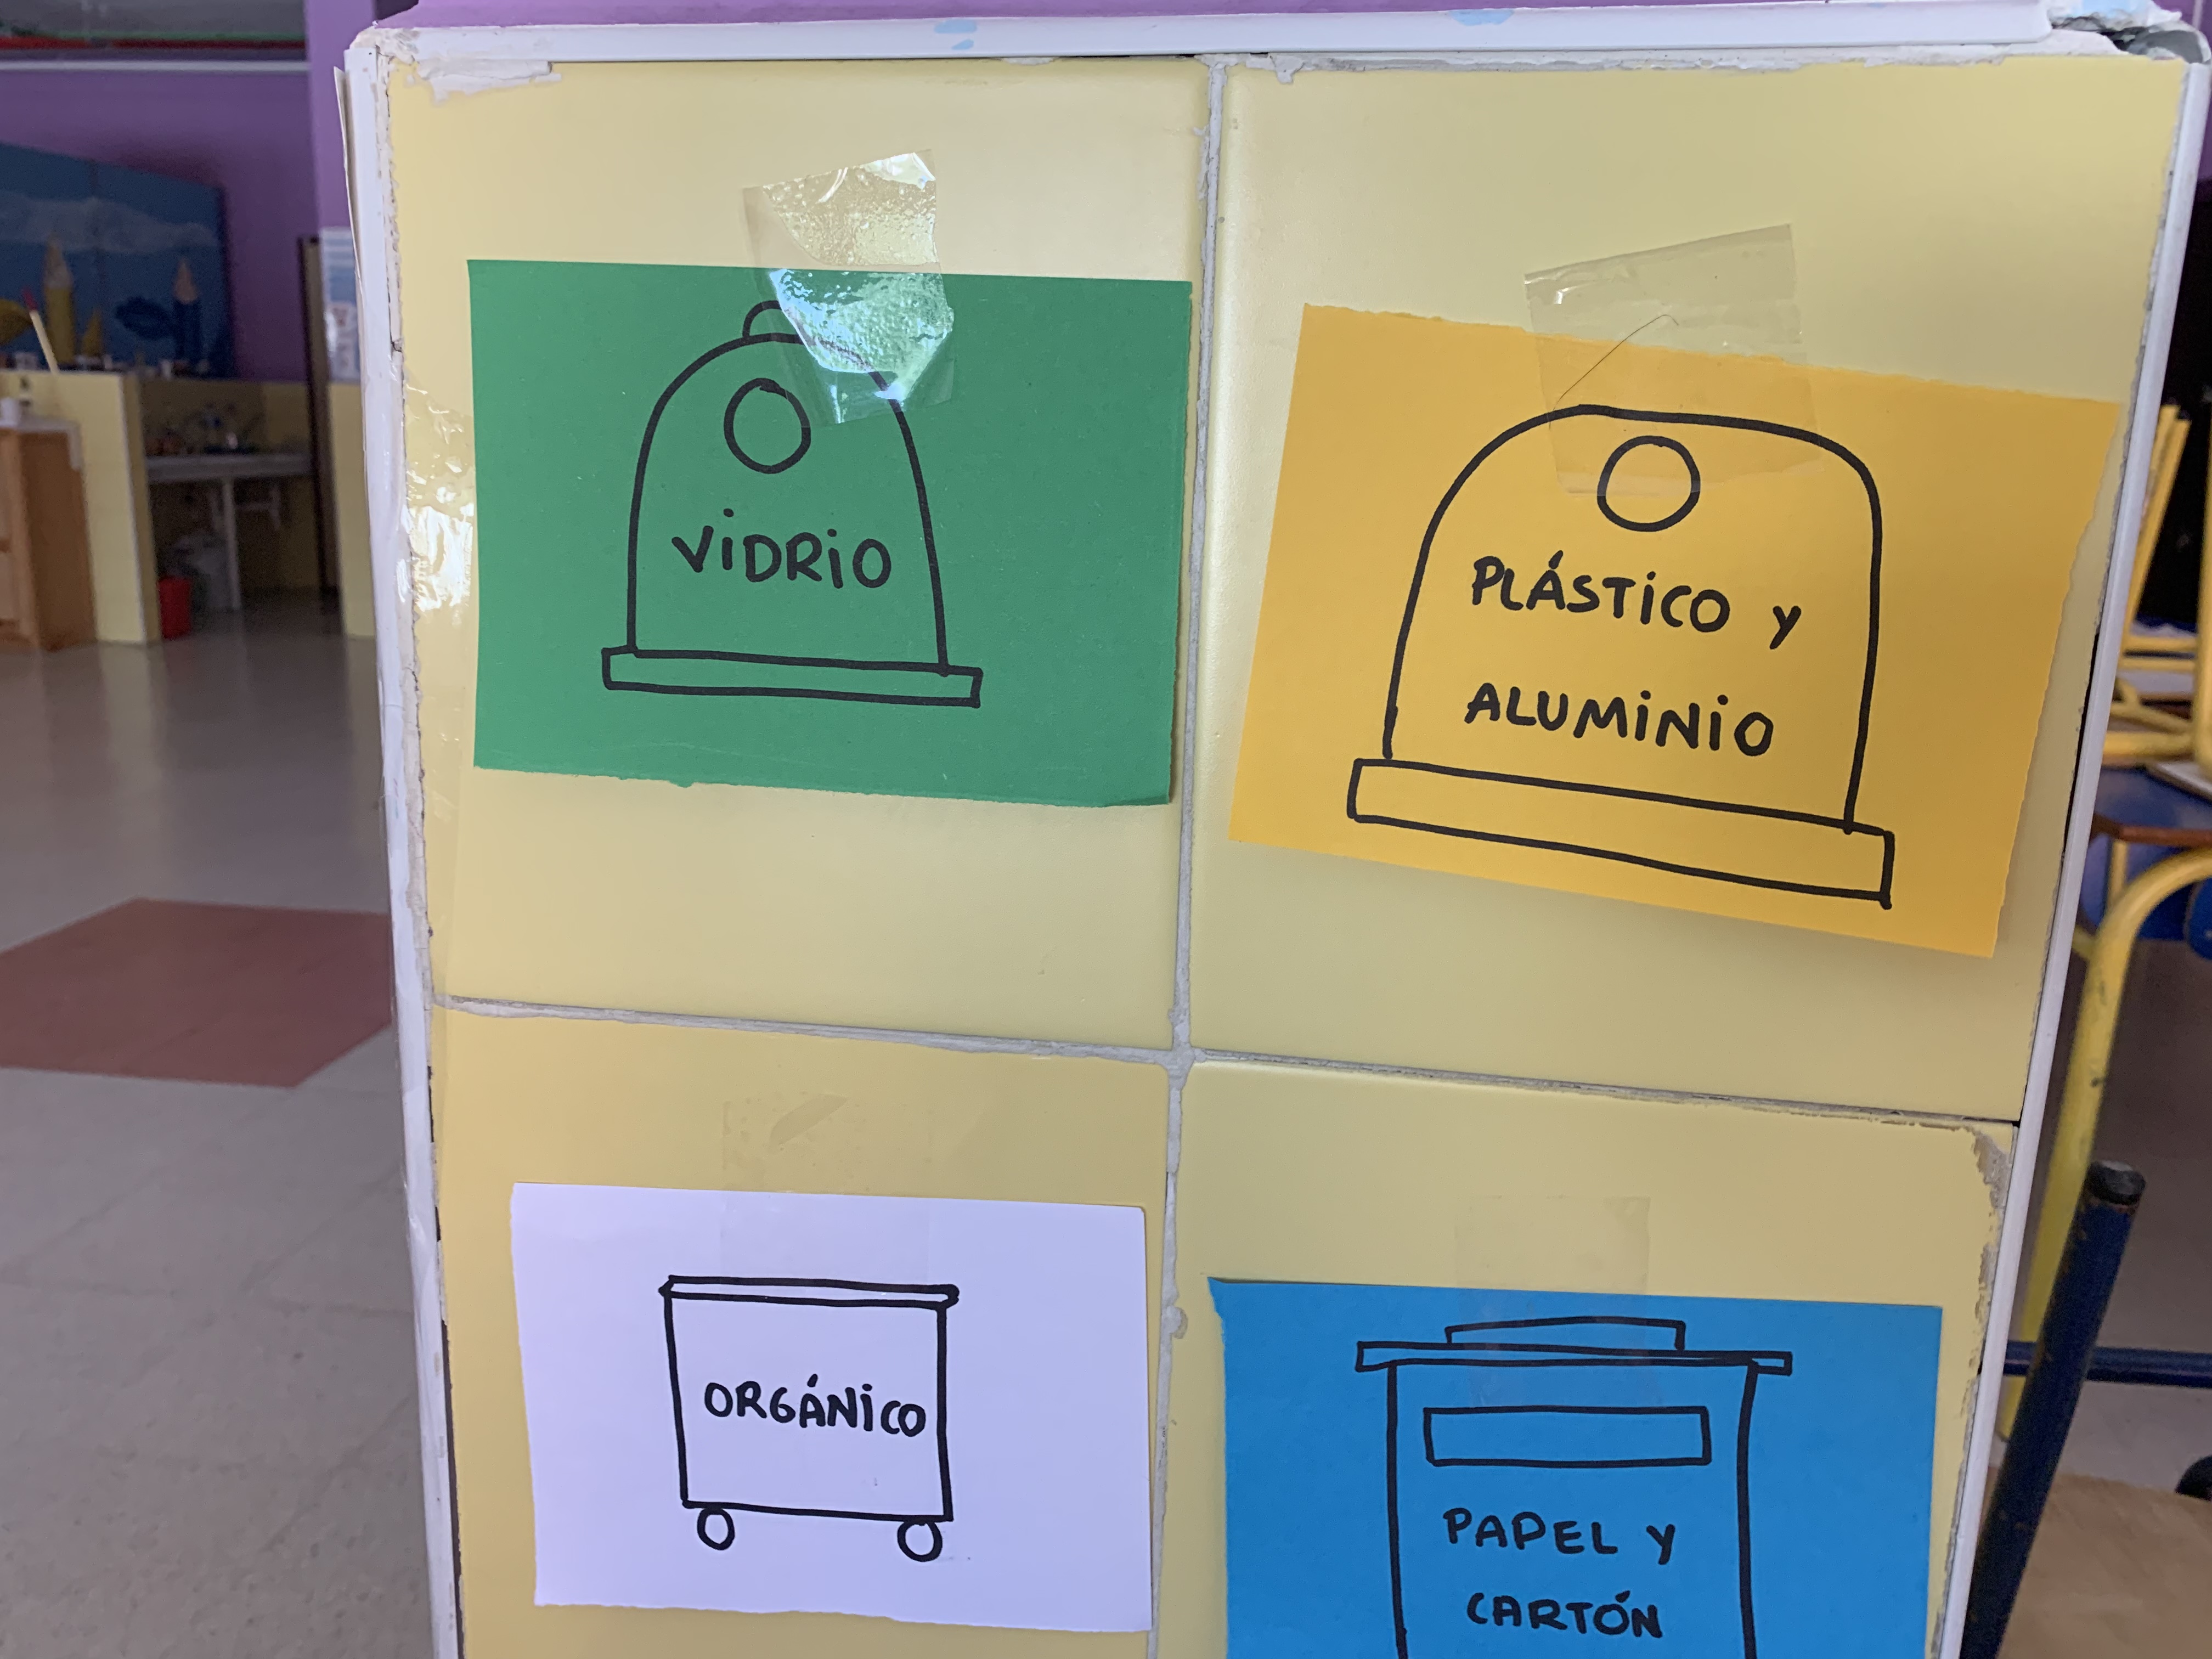 VIDRIO
PLÁSTICO Y
ALUMINIO
ORGÁNICO
PAPEL Y
CARTÓN